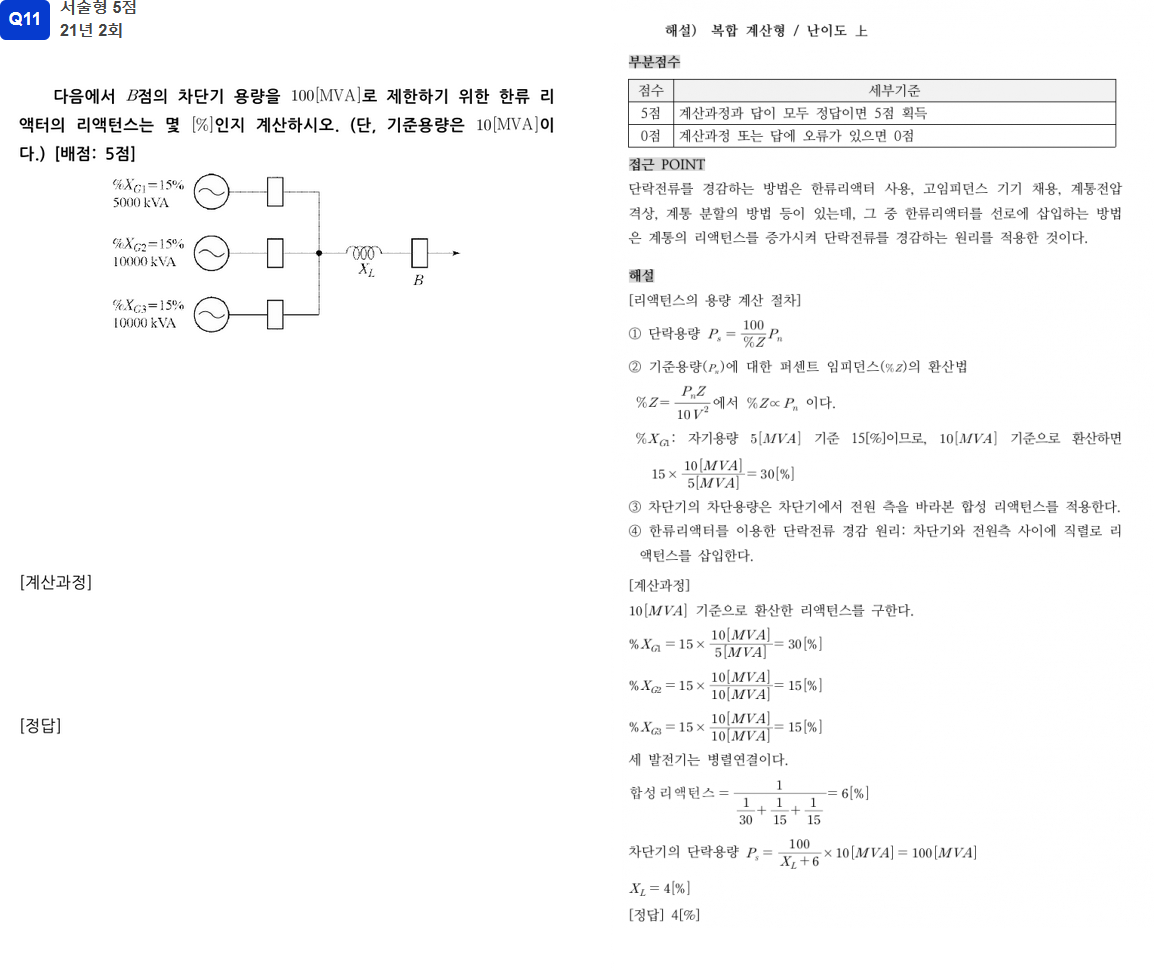 Q11
서술형 5점
21년 2회
다음에서 B점의 차단기 용량을 100[MVA]로 제한하기 위한 한류 리
액터의 리액턴스는 몇 [%]인지 계산하시오. (단, 기준용량은 10[MVA]이
다.) [배점: 5점]
%X_{G1}=15%
5000 kVA
%X_{G2}=15%
10000 kVA
X_L
B
%X_{G3}=15%
10000 kVA
[계산과정]
[정답]
해설) 복합 계산형 / 난이도 上
부분점수
점수 세부기준
5점 계산과정과 답이 모두 정답이면 5점 획득
0점 계산과정 또는 답에 오류가 있으면 0점
접근 POINT
단락전류를 경감하는 방법은 한류리액터 사용, 고임피던스 기기 채용, 계통전압
격상, 계통 분할의 방법 등이 있는데, 그 중 한류리액터를 선로에 삽입하는 방법
은 계통의 리액턴스를 증가시켜 단락전류를 경감하는 원리를 적용한 것이다.
해설
[리액턴스의 용량 계산 절차]
① 단락용량 P_s = \frac{100}{%Z}P_n
② 기준용량(P_n)에 대한 퍼센트 임피던스(%Z)의 환산법
%Z = \frac{P_n Z}{10 V^2} 에서 %Z ∝ P_n 이다.
%X_{G1}: 자기용량 5[MVA] 기준 15[%]이므로, 10[MVA] 기준으로 환산하면
15 × \frac{10[MVA]}{5[MVA]} = 30[%]
③ 차단기의 차단용량은 차단기에서 전원 측을 바라본 합성 리액턴스를 적용한다.
④ 한류리액터를 이용한 단락전류 경감 원리: 차단기와 전원측 사이에 직렬로 리
액턴스를 삽입한다.
[계산과정]
10[MVA] 기준으로 환산한 리액턴스를 구한다.
%X_{G1} = 15 × \frac{10[MVA]}{5[MVA]} = 30[%]
%X_{G2} = 15 × \frac{10[MVA]}{10[MVA]} = 15[%]
%X_{G3} = 15 × \frac{10[MVA]}{10[MVA]} = 15[%]
세 발전기는 병렬연결이다.
합성 리액턴스 = \frac{1}{\frac{1}{30} + \frac{1}{15} + \frac{1}{15}} = 6[%]
차단기의 단락용량 P_s = \frac{100}{X_L + 6} × 10[MVA] = 100[MVA]
X_L = 4[%]
[정답] 4[%]